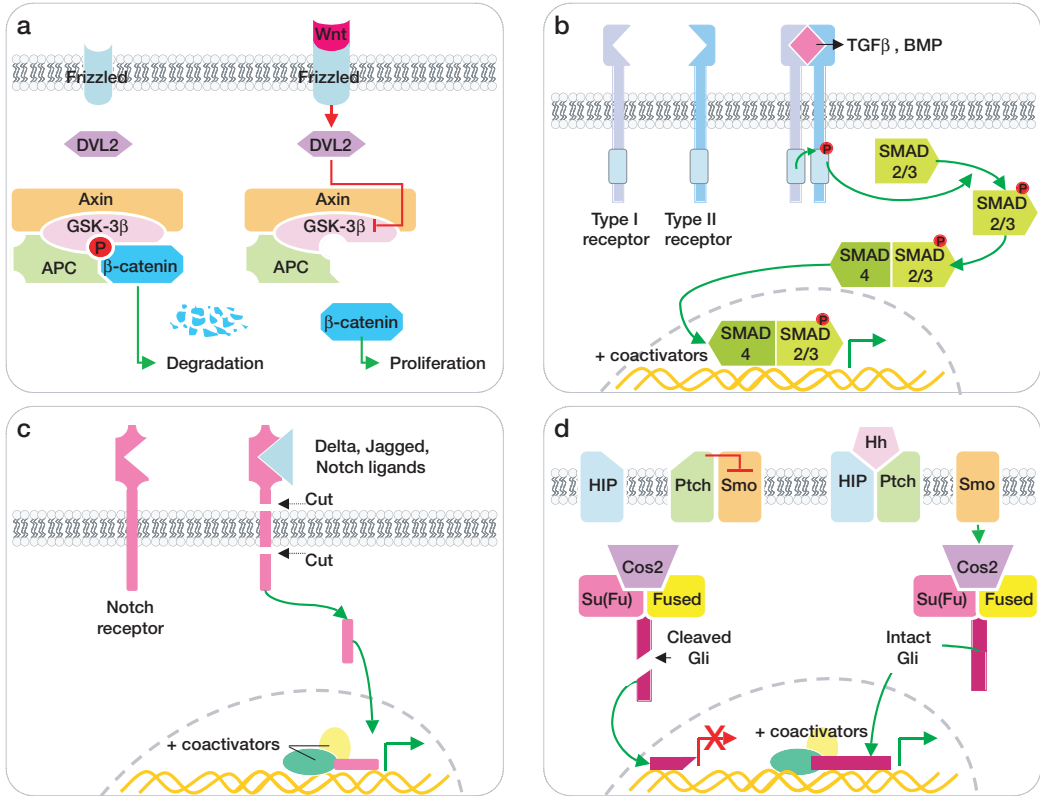 a
Wnt
Frizzled
Frizzled
DVL2
DVL2
Axin
GSK-3β
P
APC
β-catenin
Axin
GSK-3β
APC
β-catenin
Degradation
Proliferation
b
TGFβ , BMP
P
SMAD
2/3
P
SMAD
2/3
Type I
receptor
Type II
receptor
P
SMAD
4
SMAD
2/3
P
SMAD
4
SMAD
2/3
+ coactivators
c
Delta, Jagged,
Notch ligands
Cut
Cut
Notch
receptor
+ coactivators
d
Hh
HIP
Ptch
Smo
HIP
Ptch
Smo
Cos2
Su(Fu)
Fused
Cos2
Su(Fu)
Fused
Cleaved
Gli
Intact
Gli
+ coactivators
X